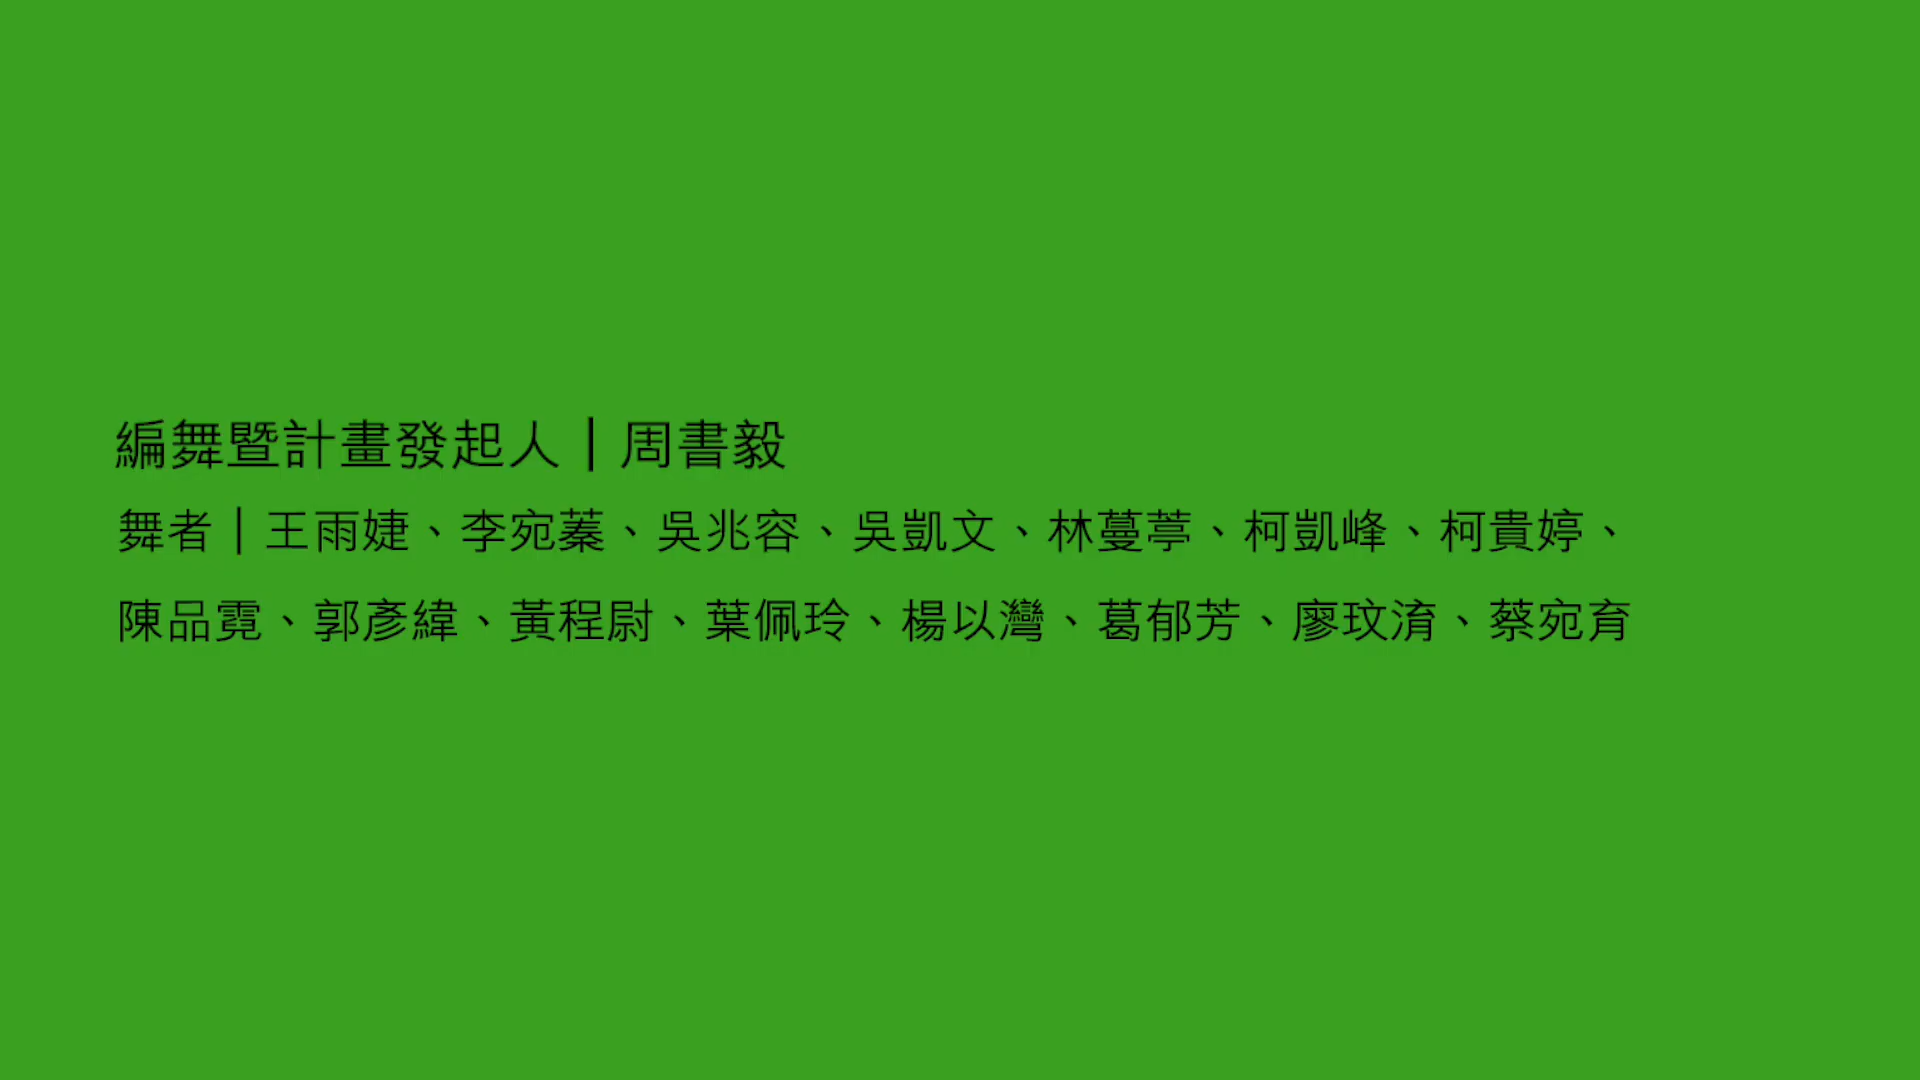 編舞暨計畫發起人｜周書毅
舞者｜王雨婕、李宛蓁、吳兆容、吳凱文、林蔓葶、柯凱峰、柯貴婷、
陳品霓、郭彥緯、黃程尉、葉佩玲、楊以灣、葛郁芳、廖玟淯、蔡宛育